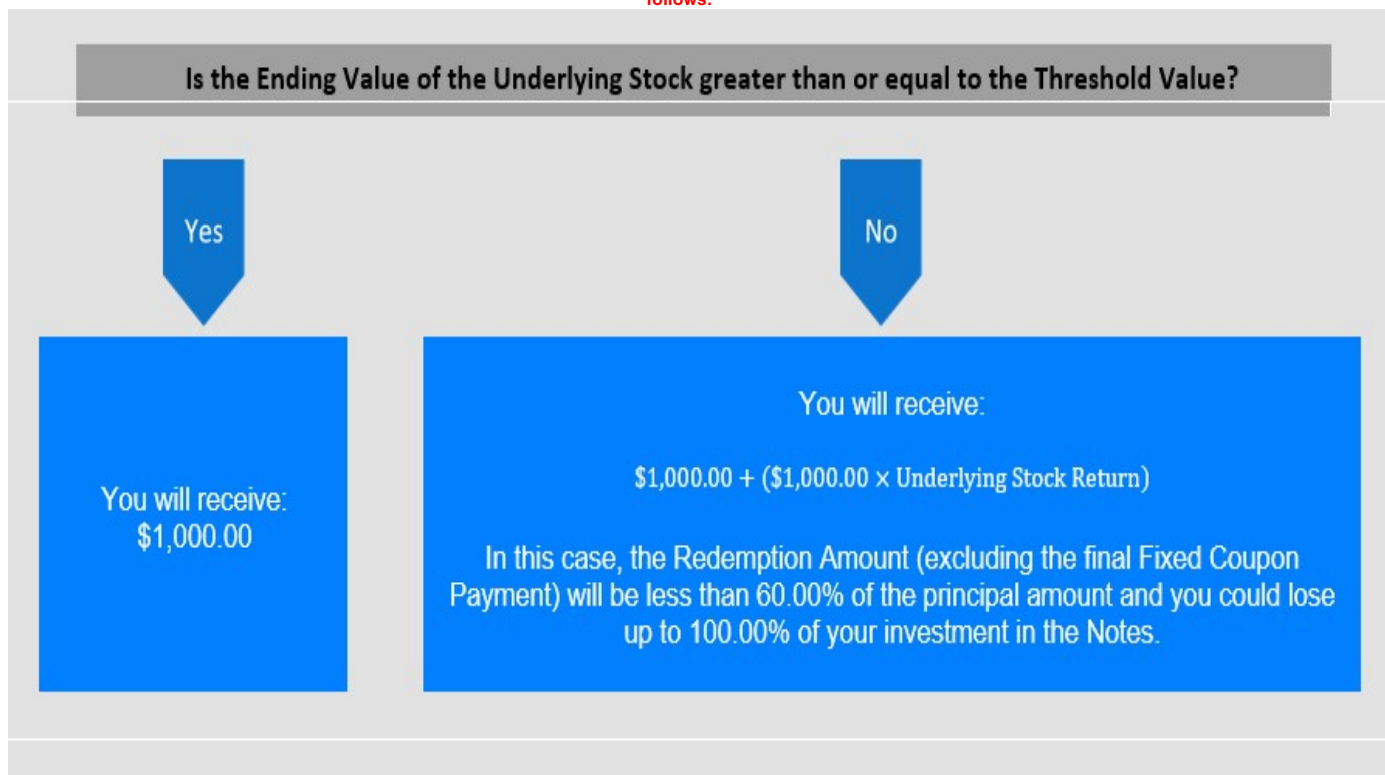 follows:
Is the Ending Value of the Underlying Stock greater than or equal to the Threshold Value?
Yes
No
You will receive:
$1,000.00
You will receive:
$1,000.00 + ($1,000.00 × Underlying Stock Return)
In this case, the Redemption Amount (excluding the final Fixed Coupon
Payment) will be less than 60.00% of the principal amount and you could lose
up to 100.00% of your investment in the Notes.